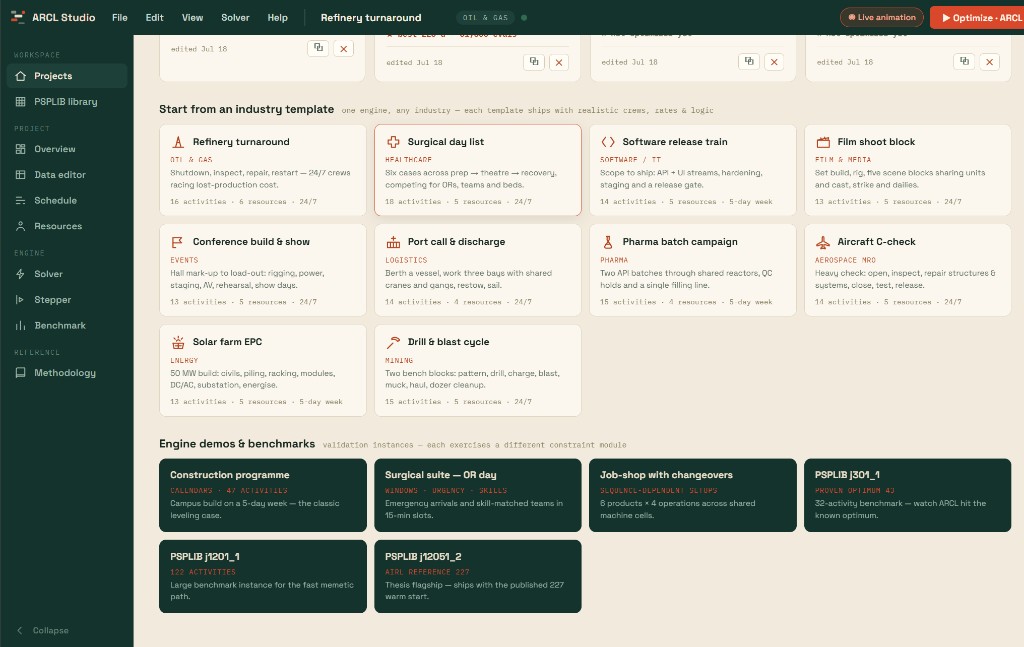 ARCL Studio File Edit View Solver Help Refinery turnaround OIL & GAS Live animation Optimize · ARCL
WORKSPACE
Projects
PSPLIB library
PROJECT
Overview
Data editor
Schedule
Resources
ENGINE
Solver
Stepper
Benchmark
REFERENCE
Methodology
Collapse
edited Jul 18
edited Jul 18
edited Jul 18
edited Jul 18
Start from an industry template one engine, any industry — each template ships with realistic crews, rates & logic
Refinery turnaround
OIL & GAS
Shutdown, inspect, repair, restart — 24/7 crews
racing lost-production cost.
16 activities · 6 resources · 24/7
Surgical day list
HEALTHCARE
Six cases across prep → theatre → recovery,
competing for ORs, teams and beds.
18 activities · 5 resources · 24/7
Software release train
SOFTWARE / IT
Scope to ship: API + UI streams, hardening,
staging and a release gate.
14 activities · 5 resources · 5-day week
Film shoot block
FILM & MEDIA
Set build, rig, five scene blocks sharing units
and cast, strike and dailies.
13 activities · 5 resources · 24/7
Conference build & show
EVENTS
Hall mark-up to load-out: rigging, power,
staging, AV, rehearsal, show days.
13 activities · 5 resources · 24/7
Port call & discharge
LOGISTICS
Berth a vessel, work three bays with shared
cranes and gangs, restow, sail.
14 activities · 4 resources · 24/7
Pharma batch campaign
PHARMA
Two API batches through shared reactors, QC
holds and a single filling line.
15 activities · 4 resources · 5-day week
Aircraft C-check
AEROSPACE MRO
Heavy check: open, inspect, repair structures &
systems, close, test, release.
14 activities · 5 resources · 24/7
Solar farm EPC
ENERGY
50 MW build: civils, piling, racking, modules,
DC/AC, substation, energise.
13 activities · 5 resources · 5-day week
Drill & blast cycle
MINING
Two bench blocks: pattern, drill, charge, blast,
muck, haul, dozer cleanup.
15 activities · 5 resources · 24/7
Engine demos & benchmarks validation instances — each exercises a different constraint module
Construction programme
CALENDARS · 47 ACTIVITIES
Campus build on a 5-day week — the classic
leveling case.
Surgical suite — OR day
WINDOWS · URGENCY · SKILLS
Emergency arrivals and skill-matched teams in
15-min slots.
Job-shop with changeovers
SEQUENCE-DEPENDENT SETUPS
6 products × 4 operations across shared
machine cells.
PSPLIB j301_1
PROVEN OPTIMUM 43
32-activity benchmark — watch ARCL hit the
known optimum.
PSPLIB j1201_1
122 ACTIVITIES
Large benchmark instance for the fast memetic
path.
PSPLIB j12051_2
AIRL REFERENCE 227
Thesis flagship — ships with the published 227
warm start.